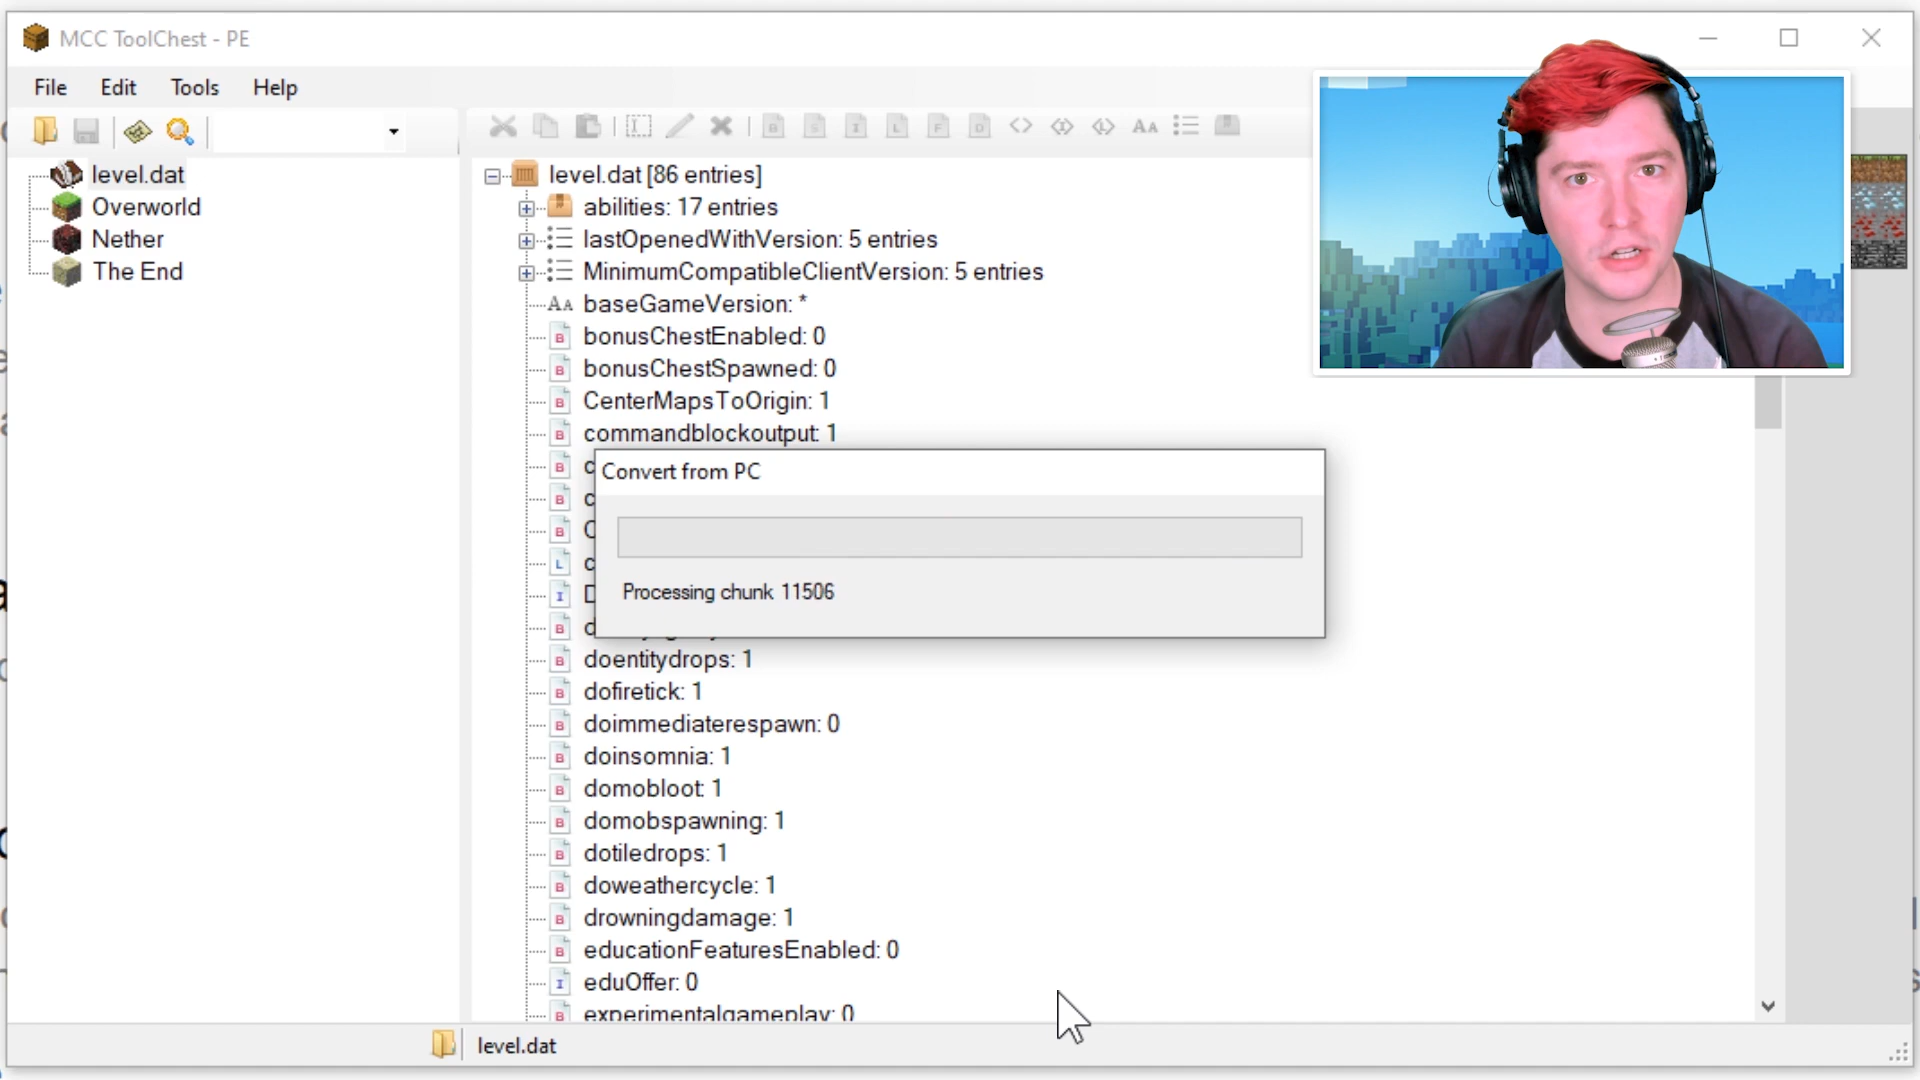 MCC ToolChest - PE
File Edit Tools Help
level.dat
Overworld
Nether
The End
level.dat [86 entries]
abilities: 17 entries
lastOpenedWithVersion: 5 entries
MinimumCompatibleClientVersion: 5 entries
baseGameVersion: *
bonusChestEnabled: 0
bonusChestSpawned: 0
CenterMapsToOrigin: 1
commandblockoutput: 1
Convert from PC
Processing chunk 11506
doentitydrops: 1
dofiretick: 1
doimmediaterespawn: 0
doinsomnia: 1
domobloot: 1
domobspawning: 1
dotiledrops: 1
doweathercycle: 1
drowningdamage: 1
educationFeaturesEnabled: 0
eduOffer: 0
experimentalgameplay: 0
level.dat